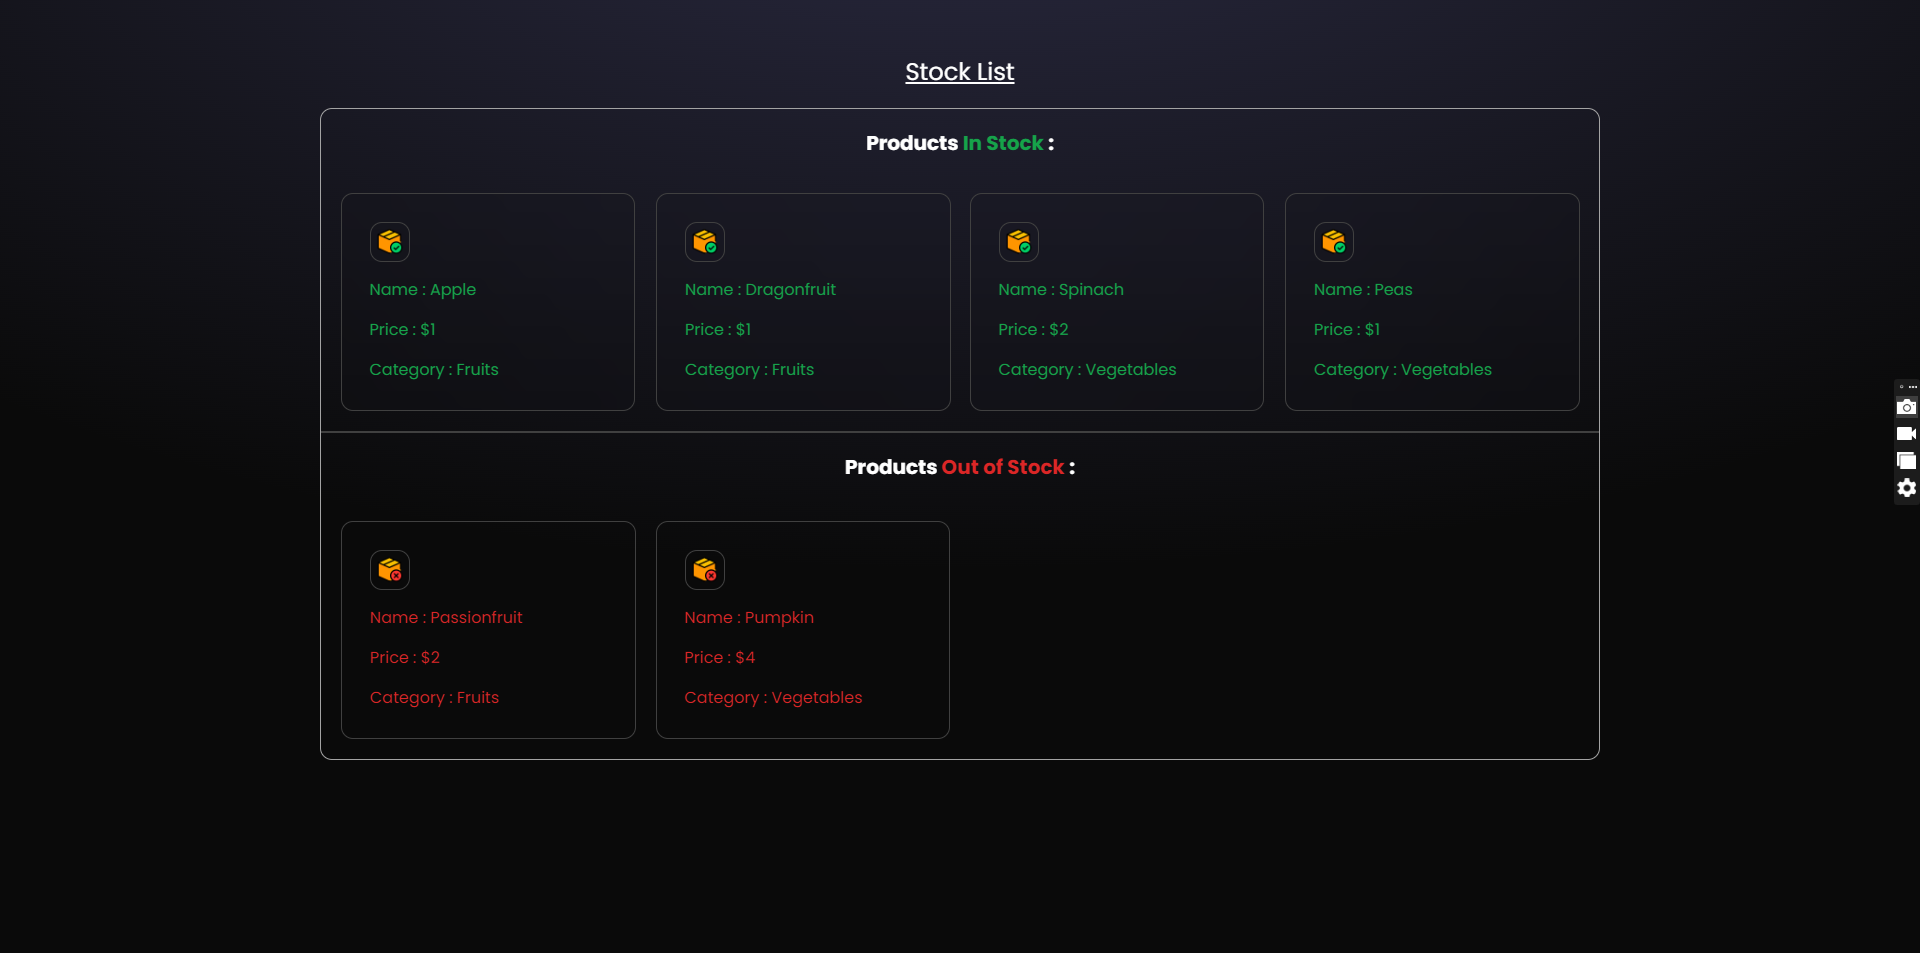 Stock List
Products In Stock :
Name : Apple
Price : $1
Category : Fruits
Name : Dragonfruit
Price : $1
Category : Fruits
Name : Spinach
Price : $2
Category : Vegetables
Name : Peas
Price : $1
Category : Vegetables
Products Out of Stock :
Name : Passionfruit
Price : $2
Category : Fruits
Name : Pumpkin
Price : $4
Category : Vegetables